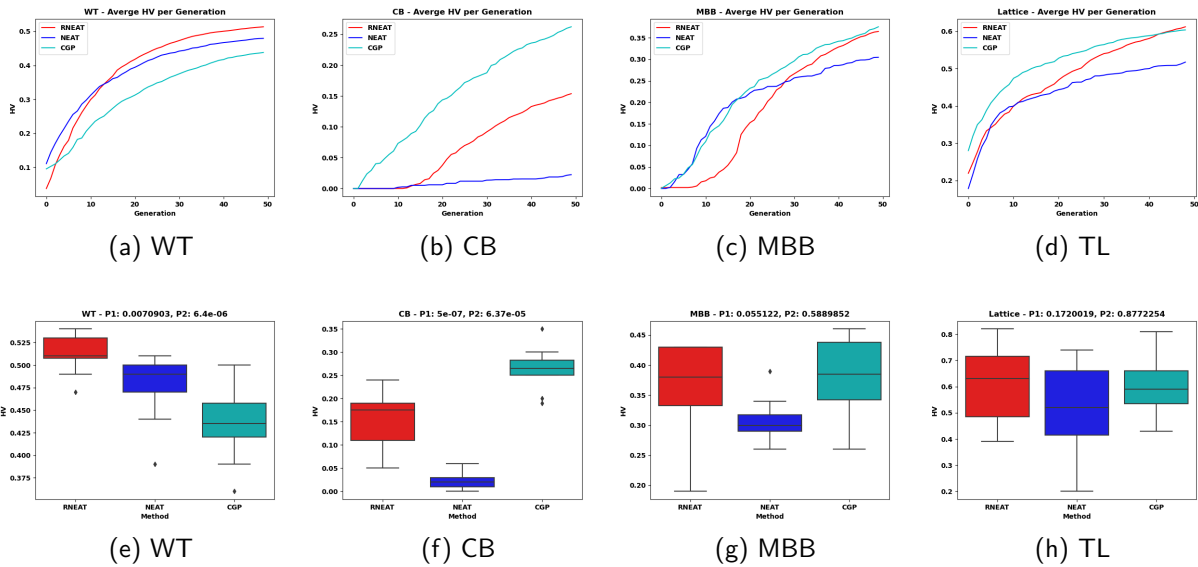 WT - Averge HV per Generation
RNEAT
NEAT
CGP
0.5
0.4
0.3
0.2
0.1
HV
0
10
20
30
40
50
Generation
(a) WT
CB - Averge HV per Generation
RNEAT
NEAT
CGP
0.25
0.20
0.15
0.10
0.05
0.00
HV
0
10
20
30
40
50
Generation
(b) CB
MBB - Averge HV per Generation
RNEAT
NEAT
CGP
0.35
0.30
0.25
0.20
0.15
0.10
0.05
0.00
HV
0
10
20
30
40
50
Generation
(c) MBB
Lattice - Averge HV per Generation
RNEAT
NEAT
CGP
0.6
0.5
0.4
0.3
0.2
HV
0
10
20
30
40
50
Generation
(d) TL
WT - P1: 0.0070903, P2: 6.4e-06
0.525
0.500
0.475
0.450
0.425
0.400
0.375
HV
RNEAT
NEAT
CGP
Method
(e) WT
CB - P1: 5e-07, P2: 6.37e-05
0.35
0.30
0.25
0.20
0.15
0.10
0.05
0.00
HV
RNEAT
NEAT
CGP
Method
(f) CB
MBB - P1: 0.055122, P2: 0.5889852
0.45
0.40
0.35
0.30
0.25
0.20
HV
RNEAT
NEAT
CGP
Method
(g) MBB
Lattice - P1: 0.1720019, P2: 0.8772254
0.8
0.7
0.6
0.5
0.4
0.3
0.2
HV
RNEAT
NEAT
CGP
Method
(h) TL